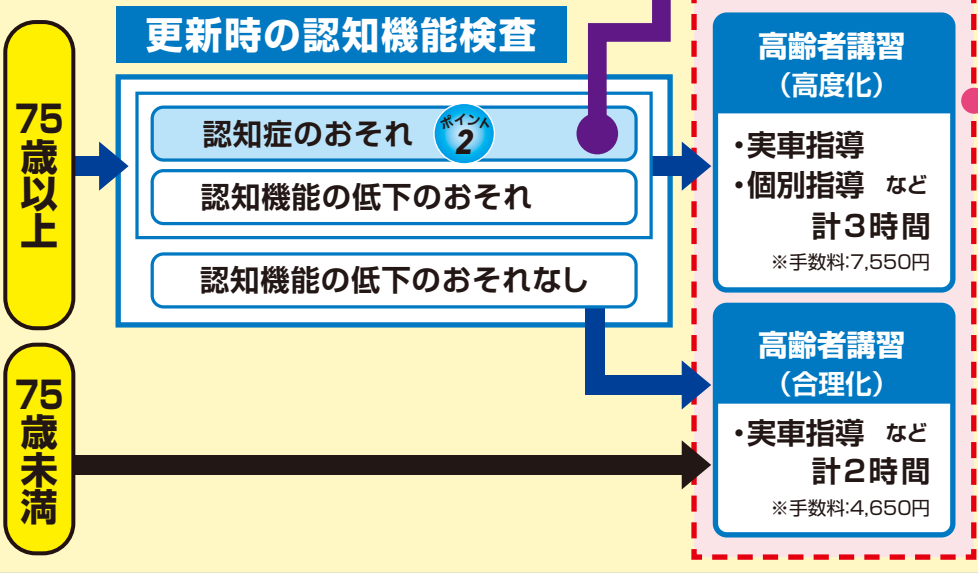 更新時の認知機能検査
75歳以上
認知症のおそれ ポイント2
認知機能の低下のおそれ
認知機能の低下のおそれなし
75歳未満
高齢者講習
（高度化）
・実車指導
・個別指導 など
計3時間
※手数料:7,550円
高齢者講習
（合理化）
・実車指導 など
計2時間
※手数料:4,650円